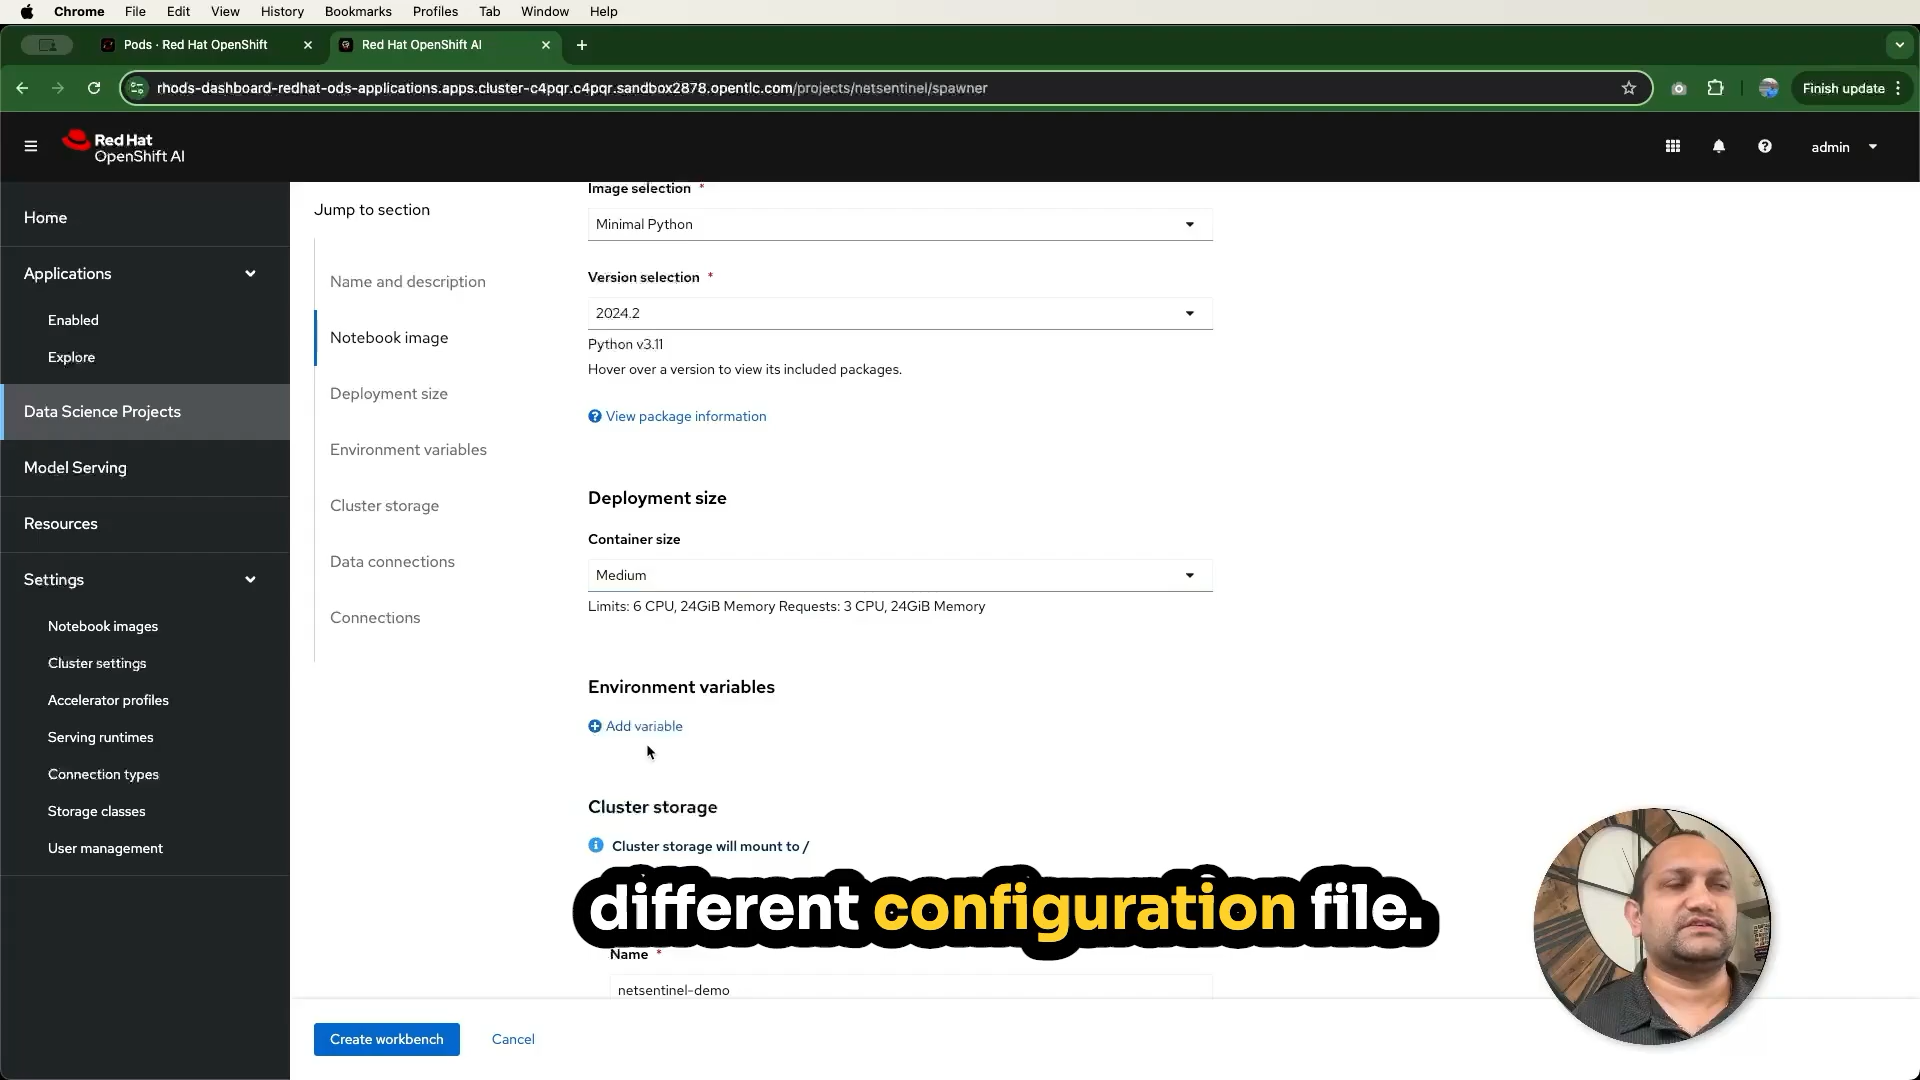 Chrome File Edit View History Bookmarks Profiles Tab Window Help
Pods · Red Hat OpenShift
Red Hat OpenShift AI
rhods-dashboard-redhat-ods-applications.apps.cluster-c4pqr.c4pqr.sandbox2878.opentlc.com/projects/netsentinel/spawner
Finish update
Red Hat
OpenShift AI
admin
Home
Applications
Enabled
Explore
Data Science Projects
Model Serving
Resources
Settings
Notebook images
Cluster settings
Accelerator profiles
Serving runtimes
Connection types
Storage classes
User management
Jump to section
Name and description
Notebook image
Deployment size
Environment variables
Cluster storage
Data connections
Connections
Image selection *
Minimal Python
Version selection *
2024.2
Python v3.11
Hover over a version to view its included packages.
View package information
Deployment size
Container size
Medium
Limits: 6 CPU, 24GiB Memory Requests: 3 CPU, 24GiB Memory
Environment variables
Add variable
Cluster storage
Cluster storage will mount to /
different configuration file.
Name *
netsentinel-demo
Create workbench
Cancel